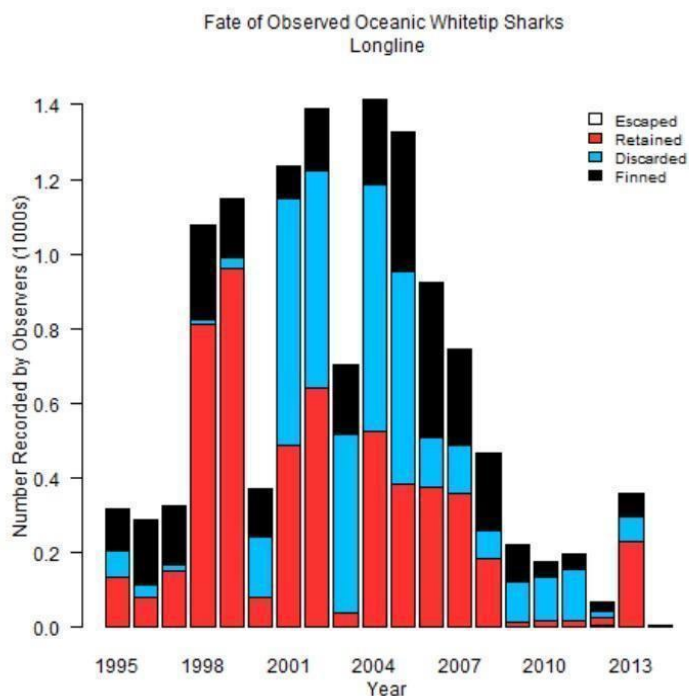 Fate of Observed Oceanic Whitetip Sharks
Longline
Number Recorded by Observers (1000s)
1.4
1.2
1.0
0.8
0.6
0.4
0.2
0.0
Escaped
Retained
Discarded
Finned
1995 1998 2001 2004 2007 2010 2013
Year